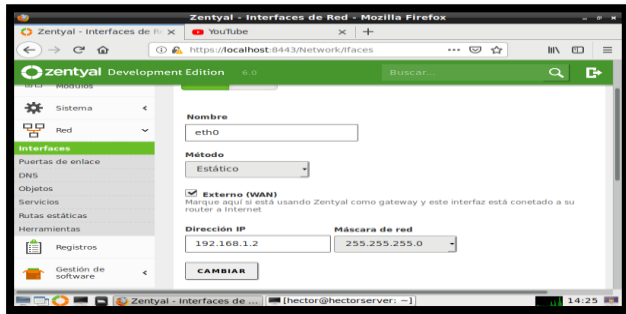 Zentyal - Interfaces de Red - Mozilla Firefox
Zentyal - Interfaces de R
YouTube
https://localhost:8443/Network/Ifaces
zentyal Development Edition 6.0
Buscar...
Módulos
Sistema
Red
Interfaces
Puertas de enlace
DNS
Objetos
Servicios
Rutas estáticas
Herramientas
Registros
Gestión de
software
Nombre
eth0
Método
Estático
Externo (WAN)
Marque aquí si está usando Zentyal como gateway y este interfaz está conetado a su
router a Internet
Dirección IP Máscara de red
192.168.1.2 255.255.255.0
CAMBIAR
Zentyal - Interfaces de ... [hector@hectorserver: ~] 14:25